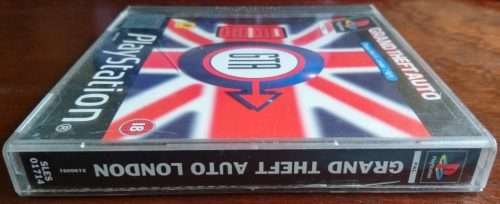 PlayStation®
GRAND THEFT AUTO
GTA
18
GRAND THEFT AUTO LONDON
SLES
01714